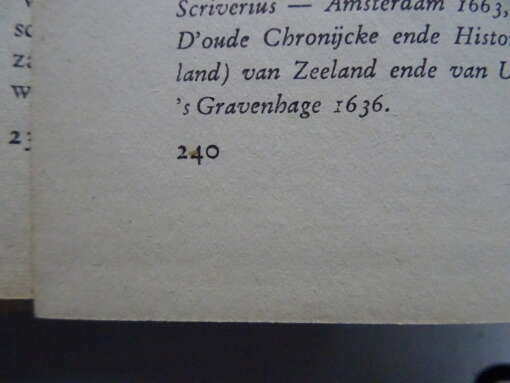 Scriverius — Amsterdam 1663,
D'oude Chronijcke ende Histo
land) van Zeeland ende van U
's Gravenhage 1636.
240